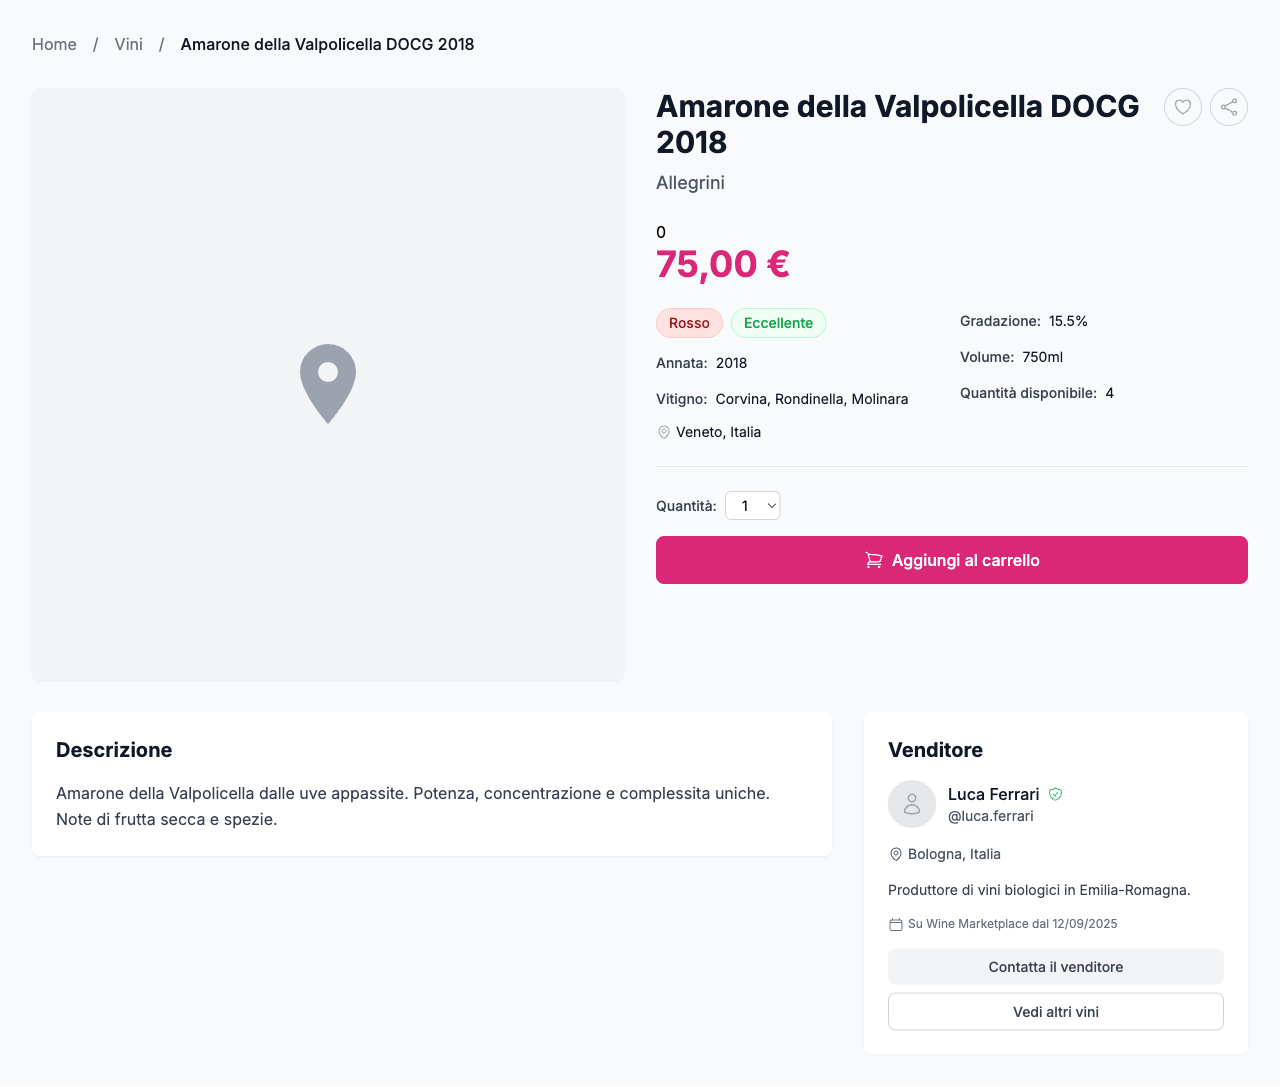 Home / Vini / Amarone della Valpolicella DOCG 2018
Amarone della Valpolicella DOCG
2018
Allegrini
0
75,00 €
Rosso
Eccellente
Annata: 2018
Vitigno: Corvina, Rondinella, Molinara
Veneto, Italia
Gradazione: 15.5%
Volume: 750ml
Quantità disponibile: 4
Quantità: 1
Aggiungi al carrello
Descrizione
Amarone della Valpolicella dalle uve appassite. Potenza, concentrazione e complessita uniche.
Note di frutta secca e spezie.
Venditore
Luca Ferrari
@luca.ferrari
Bologna, Italia
Produttore di vini biologici in Emilia-Romagna.
Su Wine Marketplace dal 12/09/2025
Contatta il venditore
Vedi altri vini